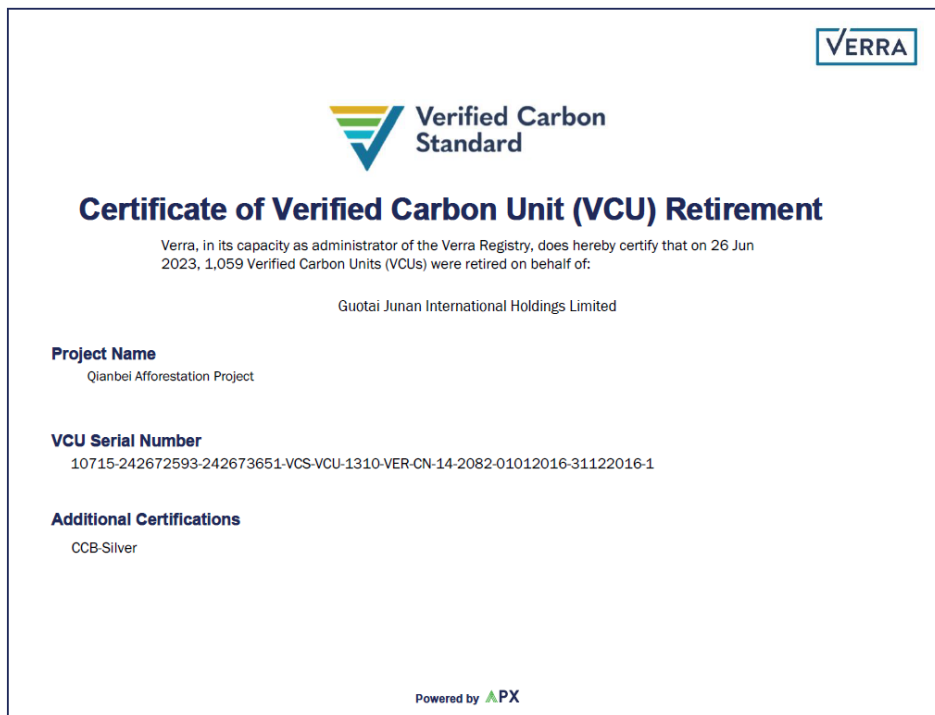 VERRA
Verified Carbon
Standard
Certificate of Verified Carbon Unit (VCU) Retirement
Verra, in its capacity as administrator of the Verra Registry, does hereby certify that on 26 Jun
2023, 1,059 Verified Carbon Units (VCUs) were retired on behalf of:
Guotai Junan International Holdings Limited
Project Name
Qianbei Afforestation Project
VCU Serial Number
10715-242672593-242673651-VCS-VCU-1310-VER-CN-14-2082-01012016-31122016-1
Additional Certifications
CCB-Silver
Powered by APX